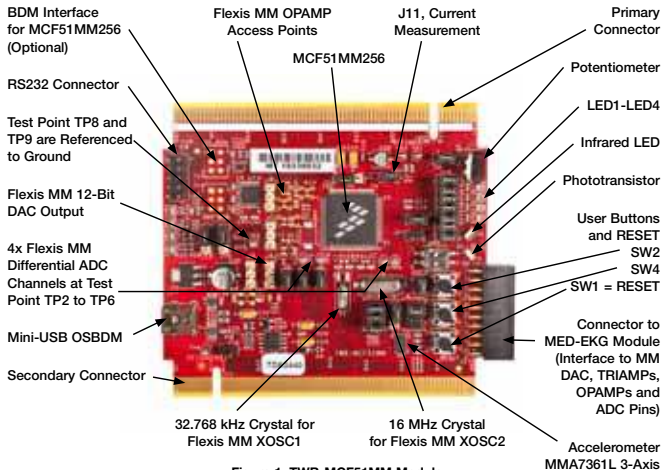 BDM Interface
for MCF51MM256
(Optional)
Flexis MM OPAMP
Access Points
J11, Current
Measurement
Primary
Connector
MCF51MM256
RS232 Connector
Potentiometer
LED1-LED4
Test Point TP8 and
TP9 are Referenced
to Ground
Infrared LED
Phototransistor
Flexis MM 12-Bit
DAC Output
User Buttons
and RESET
SW2
SW4
SW1 = RESET
4x Flexis MM
Differential ADC
Channels at Test
Point TP2 to TP6
Mini-USB OSBDM
Connector to
MED-EKG Module
(Interface to MM
DAC, TRIAMPs,
OPAMPs and
ADC Pins)
Secondary Connector
32.768 kHz Crystal for
Flexis MM XOSC1
16 MHz Crystal
for Flexis MM XOSC2
Accelerometer
MMA7361L 3-Axis